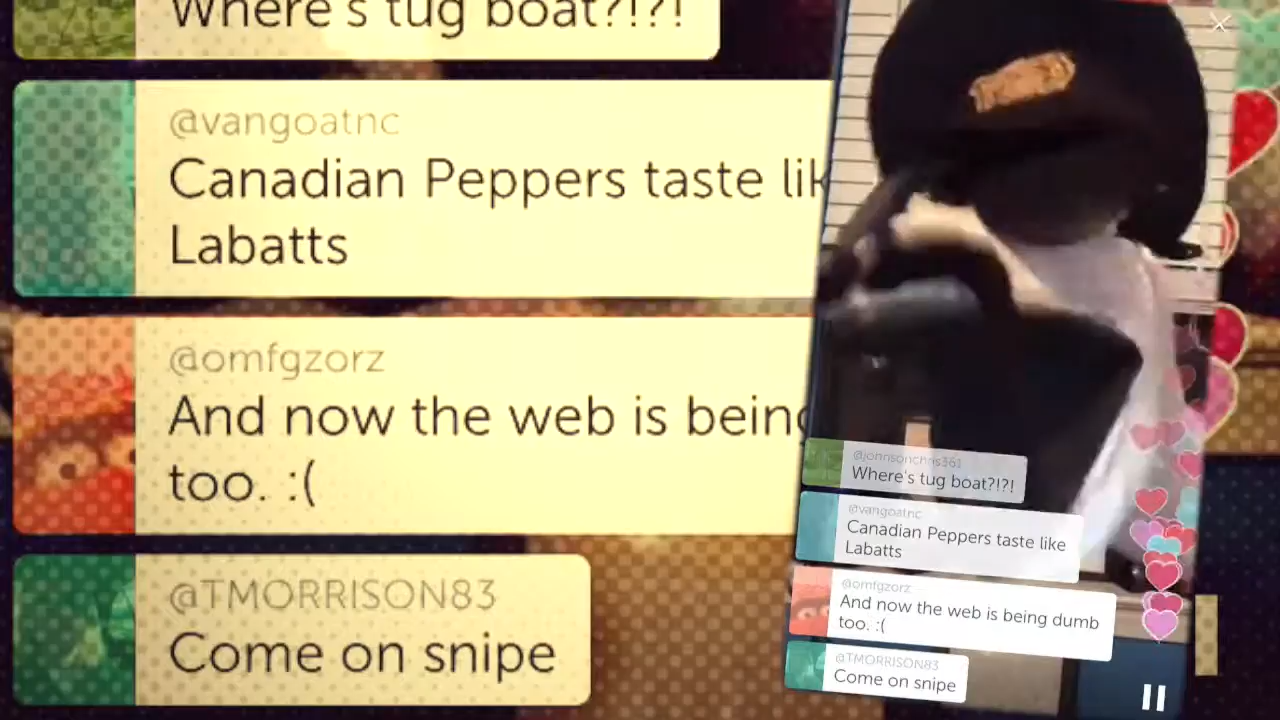 Where's tug boat?!?!
@vangoatnc
Canadian Peppers taste lik
Labatts
@omfgzorz
And now the web is being
too. :(
@TMORRISON83
Come on snipe
@johnsonchris361
Where's tug boat?!?!
@vangoatnc
Canadian Peppers taste like
Labatts
@omfgzorz
And now the web is being dumb
too. :(
@TMORRISON83
Come on snipe